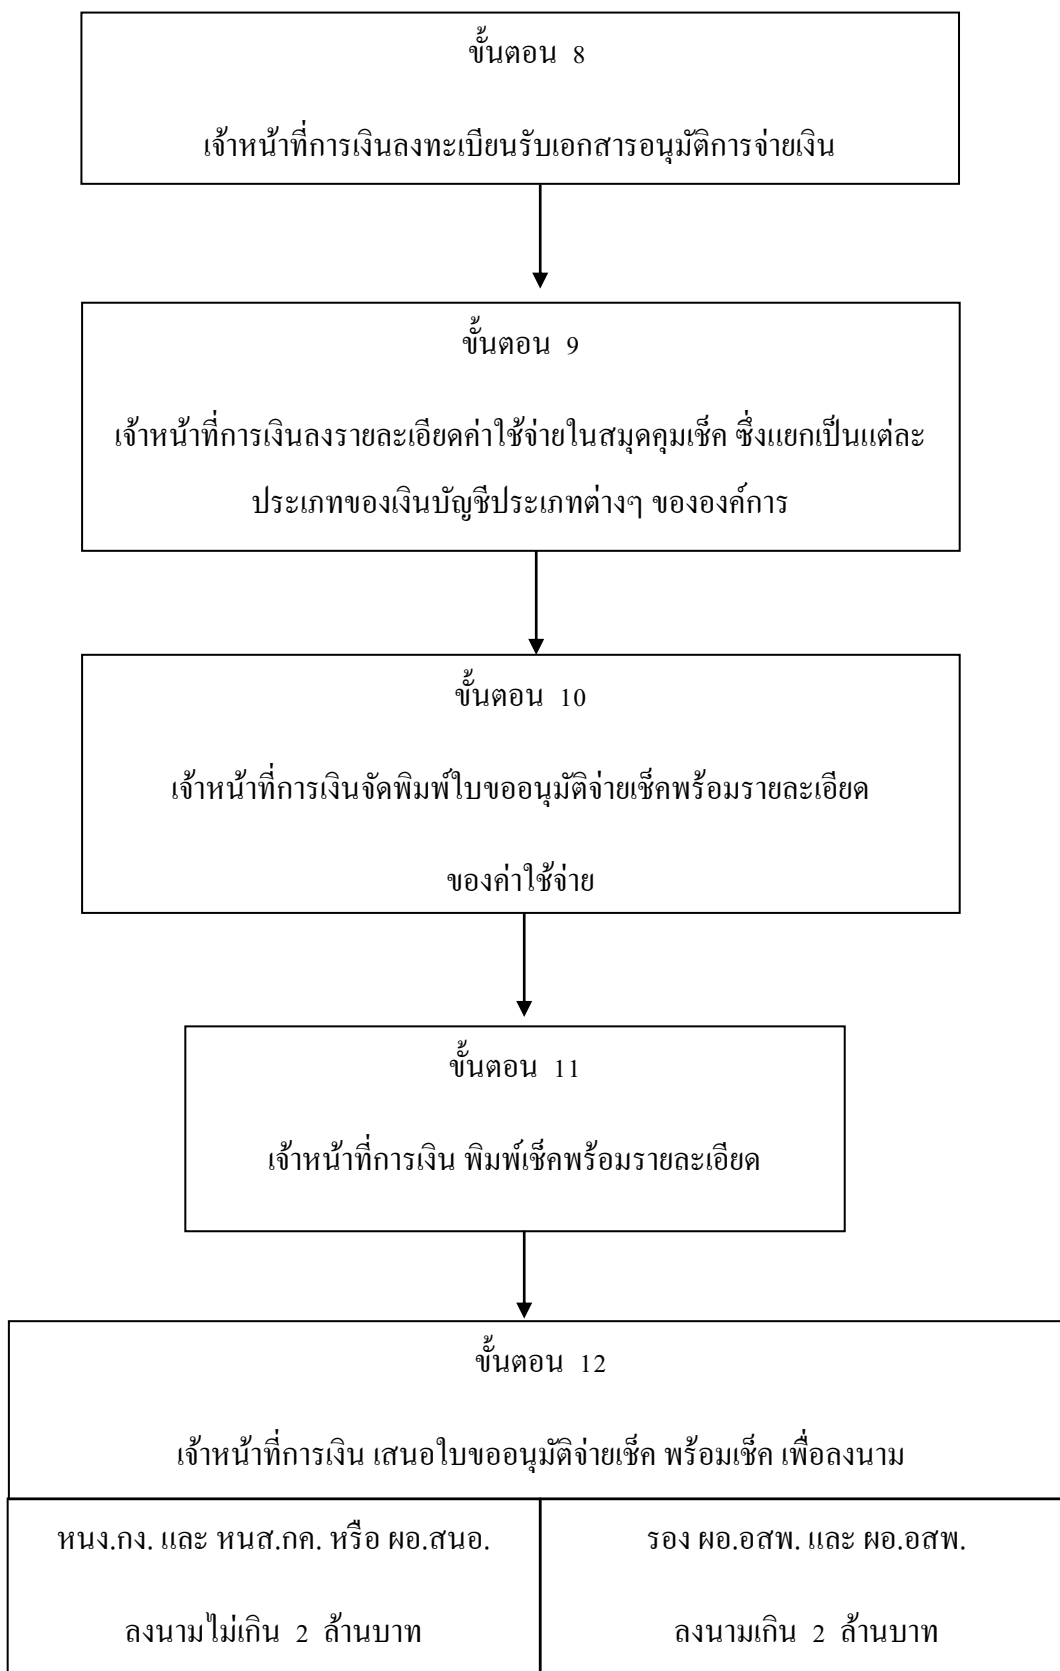 ขั้นตอน 8
เจ้าหน้าที่การเงินลงทะเบียนรับเอกสารอนุมัติการจ่ายเงิน
ขั้นตอน 9
เจ้าหน้าที่การเงินลงรายละเอียดค่าใช้จ่ายในสมุดคุมเช็ค ซึ่งแยกเป็นแต่ละ
ประเภทของเงินบัญชีประเภทต่างๆ ขององค์การ
ขั้นตอน 10
เจ้าหน้าที่การเงินจัดพิมพ์ใบขออนุมัติจ่ายเช็คพร้อมรายละเอียด
ของค่าใช้จ่าย
ขั้นตอน 11
เจ้าหน้าที่การเงิน พิมพ์เช็คพร้อมรายละเอียด
ขั้นตอน 12
เจ้าหน้าที่การเงิน เสนอใบขออนุมัติจ่ายเช็ค พร้อมเช็ค เพื่อลงนาม
หนง.กง. และ หนส.กค. หรือ ผอ.สนอ.
ลงนามไม่เกิน 2 ล้านบาท
รอง ผอ.อสพ. และ ผอ.อสพ.
ลงนามเกิน 2 ล้านบาท